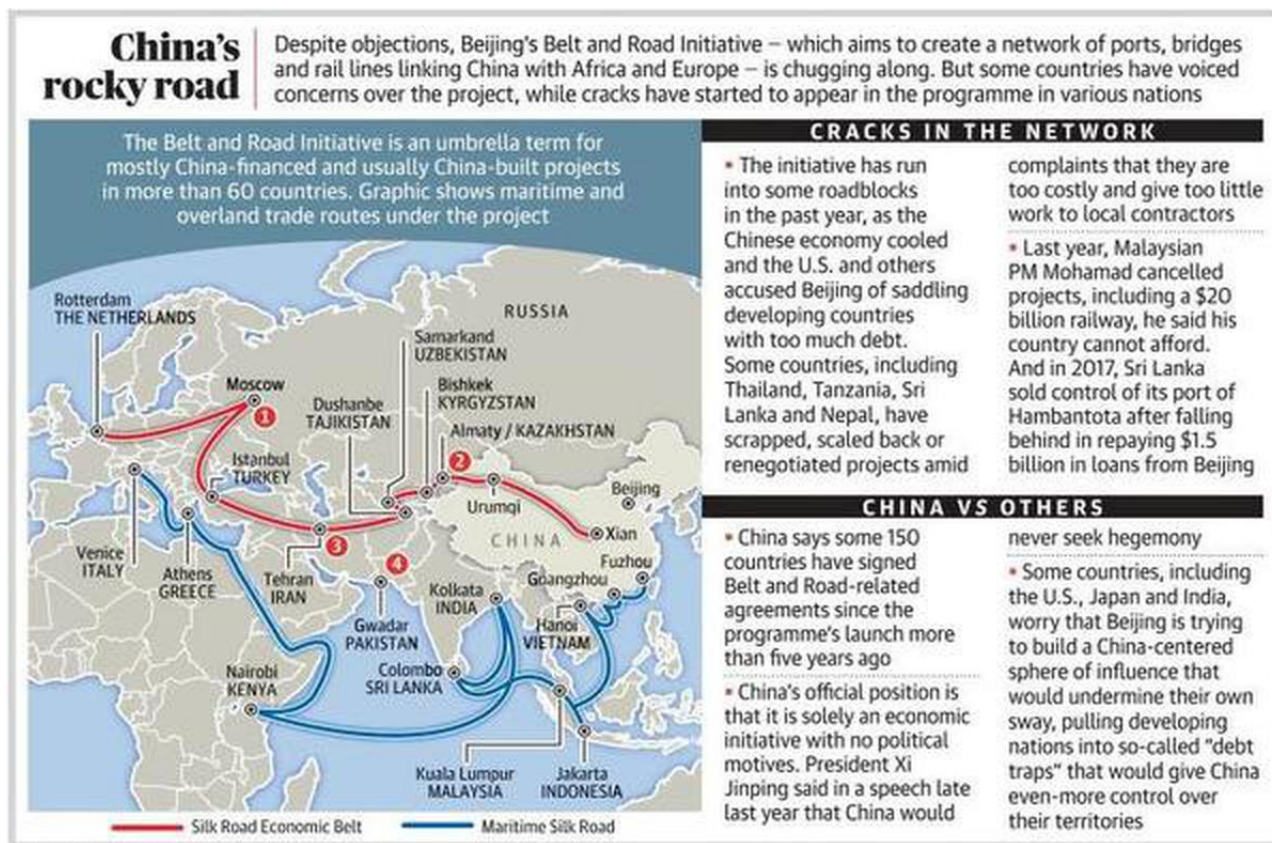 China's
rocky road
Despite objections, Beijing's Belt and Road Initiative – which aims to create a network of ports, bridges
and rail lines linking China with Africa and Europe – is chugging along. But some countries have voiced
concerns over the project, while cracks have started to appear in the programme in various nations
The Belt and Road Initiative is an umbrella term for
mostly China-financed and usually China-built projects
in more than 60 countries. Graphic shows maritime and
overland trade routes under the project
Rotterdam
THE NETHERLANDS
RUSSIA
Samarkand
UZBEKISTAN
Moscow
1
Bishkek
KYRGYZSTAN
Dushanbe
TAJIKISTAN
Almaty / KAZAKHSTAN
2
Istanbul
TURKEY
Urumqi
Beijing
Xian
CHINA
3
4
Venice
ITALY
Athens
GREECE
Tehran
IRAN
Gwadar
PAKISTAN
Kolkata
INDIA
Guangzhou
Fuzhou
Hanoi
VIETNAM
Nairobi
KENYA
Colombo
SRI LANKA
Kuala Lumpur
MALAYSIA
Jakarta
INDONESIA
Silk Road Economic Belt
Maritime Silk Road
CRACKS IN THE NETWORK
• The initiative has run
into some roadblocks
in the past year, as the
Chinese economy cooled
and the U.S. and others
accused Beijing of saddling
developing countries
with too much debt.
Some countries, including
Thailand, Tanzania, Sri
Lanka and Nepal, have
scrapped, scaled back or
renegotiated projects amid
complaints that they are
too costly and give too little
work to local contractors
• Last year, Malaysian
PM Mohamad cancelled
projects, including a $20
billion railway, he said his
country cannot afford.
And in 2017, Sri Lanka
sold control of its port of
Hambantota after falling
behind in repaying $1.5
billion in loans from Beijing
CHINA VS OTHERS
• China says some 150
countries have signed
Belt and Road-related
agreements since the
programme's launch more
than five years ago
• China's official position is
that it is solely an economic
initiative with no political
motives. President Xi
Jinping said in a speech late
last year that China would
never seek hegemony
• Some countries, including
the U.S., Japan and India,
worry that Beijing is trying
to build a China-centered
sphere of influence that
would undermine their own
sway, pulling developing
nations into so-called "debt
traps" that would give China
even-more control over
their territories